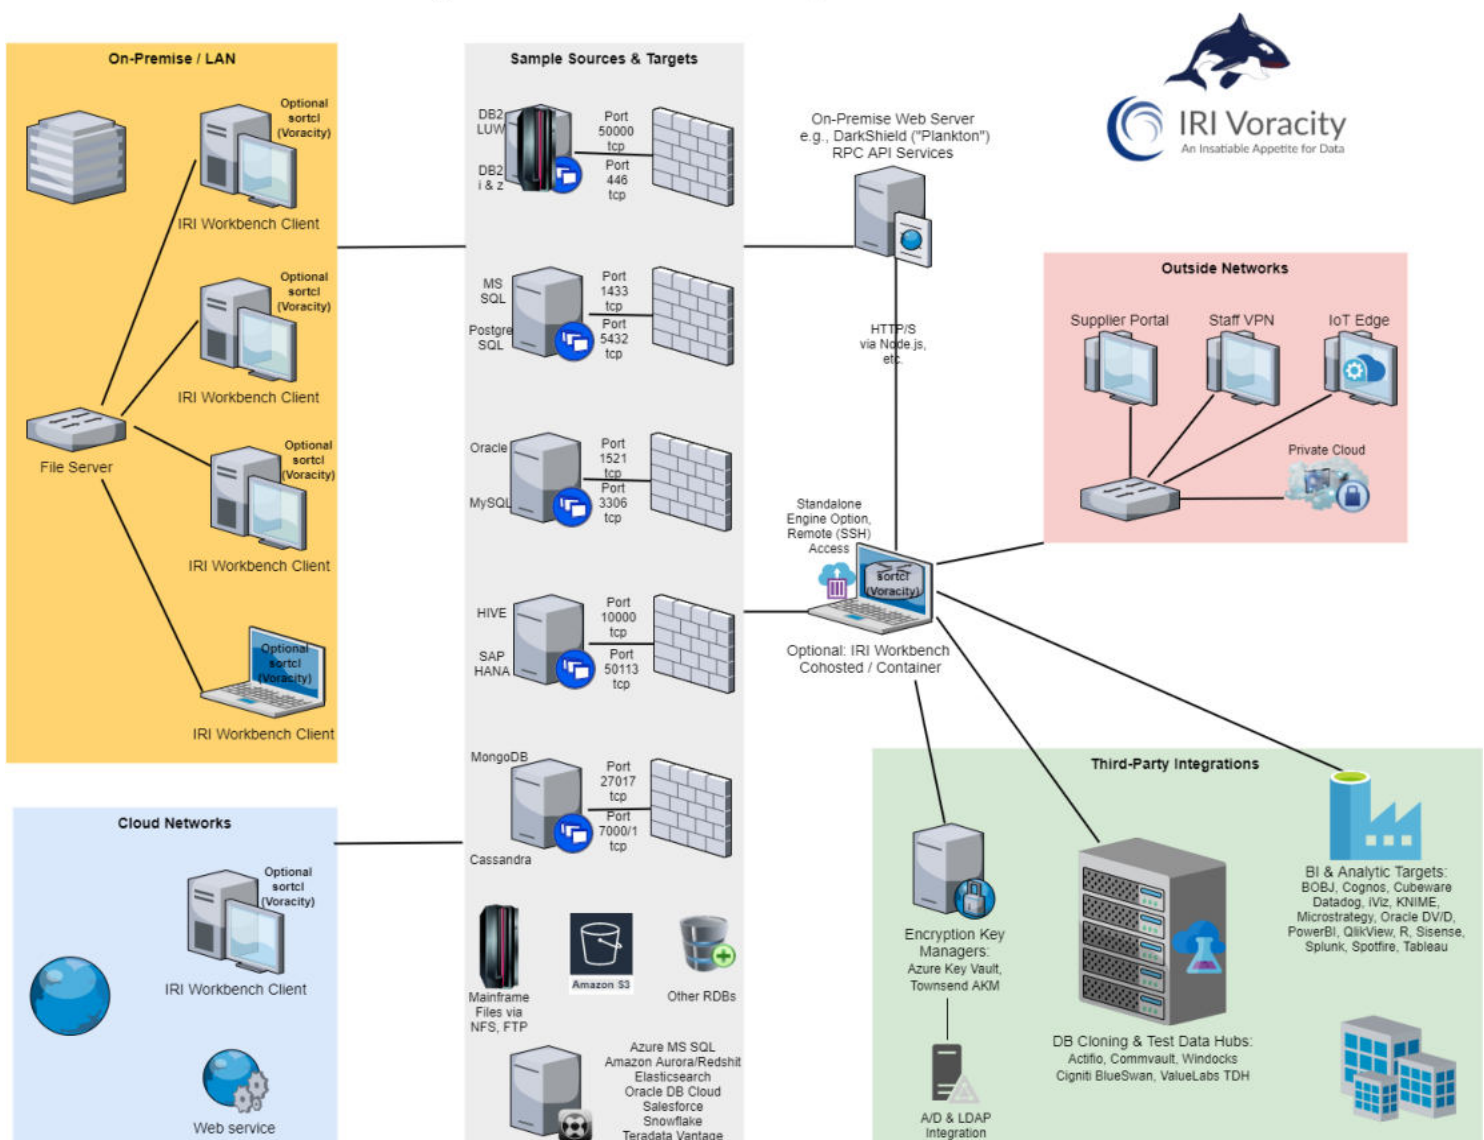 On-Premise / LAN
Optional
sortcl
(Voracity)
IRI Workbench Client
Optional
sortcl
(Voracity)
IRI Workbench Client
File Server
Optional
sortcl
(Voracity)
IRI Workbench Client
Optional
sortcl
(Voracity)
IRI Workbench Client
Cloud Networks
Optional
sortcl
(Voracity)
IRI Workbench Client
Web service
Sample Sources & Targets
DB2
LUW
DB2
i & z
Port
50000
tcp
Port
446
tcp
MS
SQL
Postgre
SQL
Port
1433
tcp
Port
5432
tcp
Oracle
MySQL
Port
1521
tcp
Port
3306
tcp
HIVE
SAP
HANA
Port
10000
tcp
Port
50113
tcp
MongoDB
Cassandra
Port
27017
tcp
Port
7000/1
tcp
Mainframe
Files via
NFS, FTP
Amazon S3
Other RDBs
Azure MS SQL
Amazon Aurora/Redshit
Elasticsearch
Oracle DB Cloud
Salesforce
Snowflake
Teradata Vantage
On-Premise Web Server
e.g., DarkShield ("Plankton")
RPC API Services
HTTP/S
via Node.js,
etc.
Standalone
Engine Option,
Remote (SSH)
Access
sortcl
(Voracity)
Optional: IRI Workbench
Cohosted / Container
IRI Voracity
An Insatiable Appetite for Data
Outside Networks
Supplier Portal
Staff VPN
IoT Edge
Private Cloud
Third-Party Integrations
Encryption Key
Managers:
Azure Key Vault,
Townsend AKM
A/D & LDAP
Integration
DB Cloning & Test Data Hubs:
Actifio, Commvault, Windocks
Cigniti BlueSwan, ValueLabs TDH
BI & Analytic Targets:
BOBJ, Cognos, Cubeware
Datadog, iViz, KNIME,
Microstrategy, Oracle DV/D,
PowerBI, QlikView, R, Sisense,
Splunk, Spotfire, Tableau